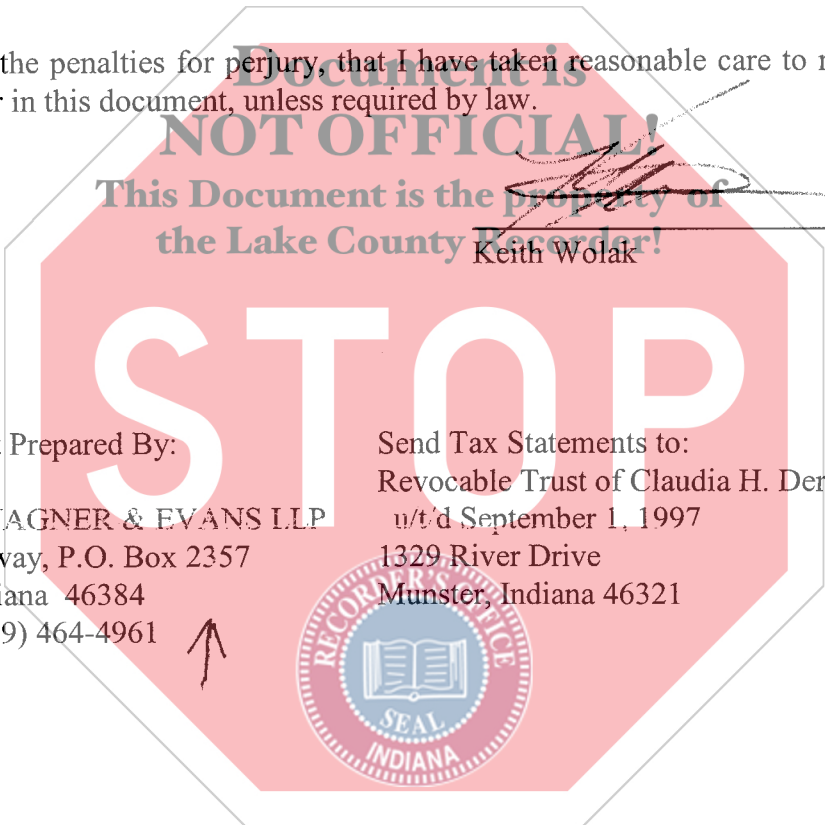 the penalties for perjury, that I have taken reasonable care to
in this document, unless required by law.
Document is
NOT OFFICIAL!
This Document is the property of
the Lake County Recorder!
Keith Wolak
STOP
Prepared By:
AGNER & EVANS LLP
way, P.O. Box 2357
iana 46384
9) 464-4961
Send Tax Statements to:
Revocable Trust of Claudia H. Der
u/t/d September 1, 1997
1329 River Drive
Munster, Indiana 46321
RECORDER'S OFFICE
SEAL
INDIANA